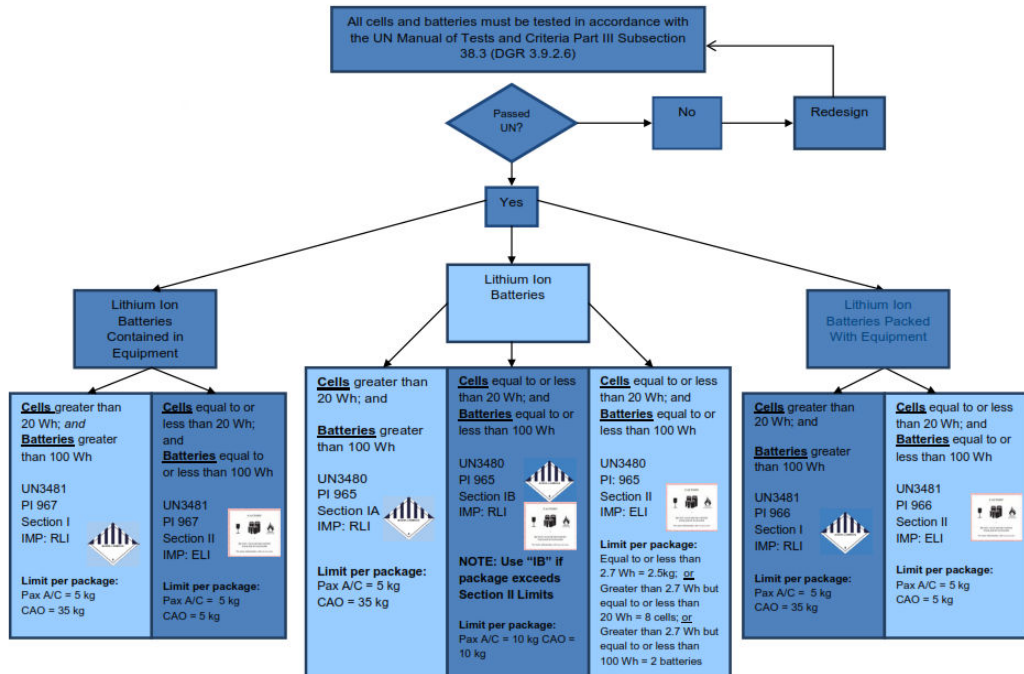 All cells and batteries must be tested in accordance with
the UN Manual of Tests and Criteria Part III Subsection
38.3 (DGR 3.9.2.6)
Passed
UN?
No
Redesign
Yes
Lithium Ion
Batteries
Contained in
Equipment
Lithium Ion
Batteries
Lithium Ion
Batteries Packed
With Equipment
Cells greater than
20 Wh; and
Batteries greater
than 100 Wh
UN3481
PI 967
Section I
IMP: RLI
Limit per package:
Pax A/C = 5 kg
CAO = 35 kg
Cells equal to or
less than 20 Wh;
and
Batteries equal to
or less than 100 Wh
UN3481
PI 967
Section II
IMP: ELI
Limit per package:
Pax A/C = 5 kg
CAO = 5 kg
Cells greater than
20 Wh; and
Batteries greater
than 100 Wh
UN3480
PI 965
Section IA
IMP: RLI
Limit per package:
Pax A/C = 5 kg
CAO = 35 kg
Cells equal to or less
than 20 Wh; and
Batteries equal to or
less than 100 Wh
UN3480
PI 965
Section IB
IMP: RLI
NOTE: Use “IB” if
package exceeds
Section II Limits
Limit per package:
Pax A/C = 10 kg CAO =
10 kg
Cells equal to or less
than 20 Wh; and
Batteries equal to or
less than 100 Wh
UN3480
PI: 965
Section II
IMP: ELI
Limit per package:
Equal to or less than
2.7 Wh = 2.5kg; or
Greater than 2.7 Wh but
equal to or less than
20 Wh = 8 cells; or
Greater than 2.7 Wh but
equal to or less than
100 Wh = 2 batteries
Cells greater than
20 Wh; and
Batteries greater
than 100 Wh
UN3481
PI 966
Section I
IMP: RLI
Limit per package:
Pax A/C = 5 kg
CAO = 35 kg
Cells equal to or less
than 20 Wh; and
Batteries equal to or
less than 100 Wh
UN3481
PI 966
Section II
IMP: ELI
Limit per package:
Pax A/C = 5 kg
CAO = 5 kg